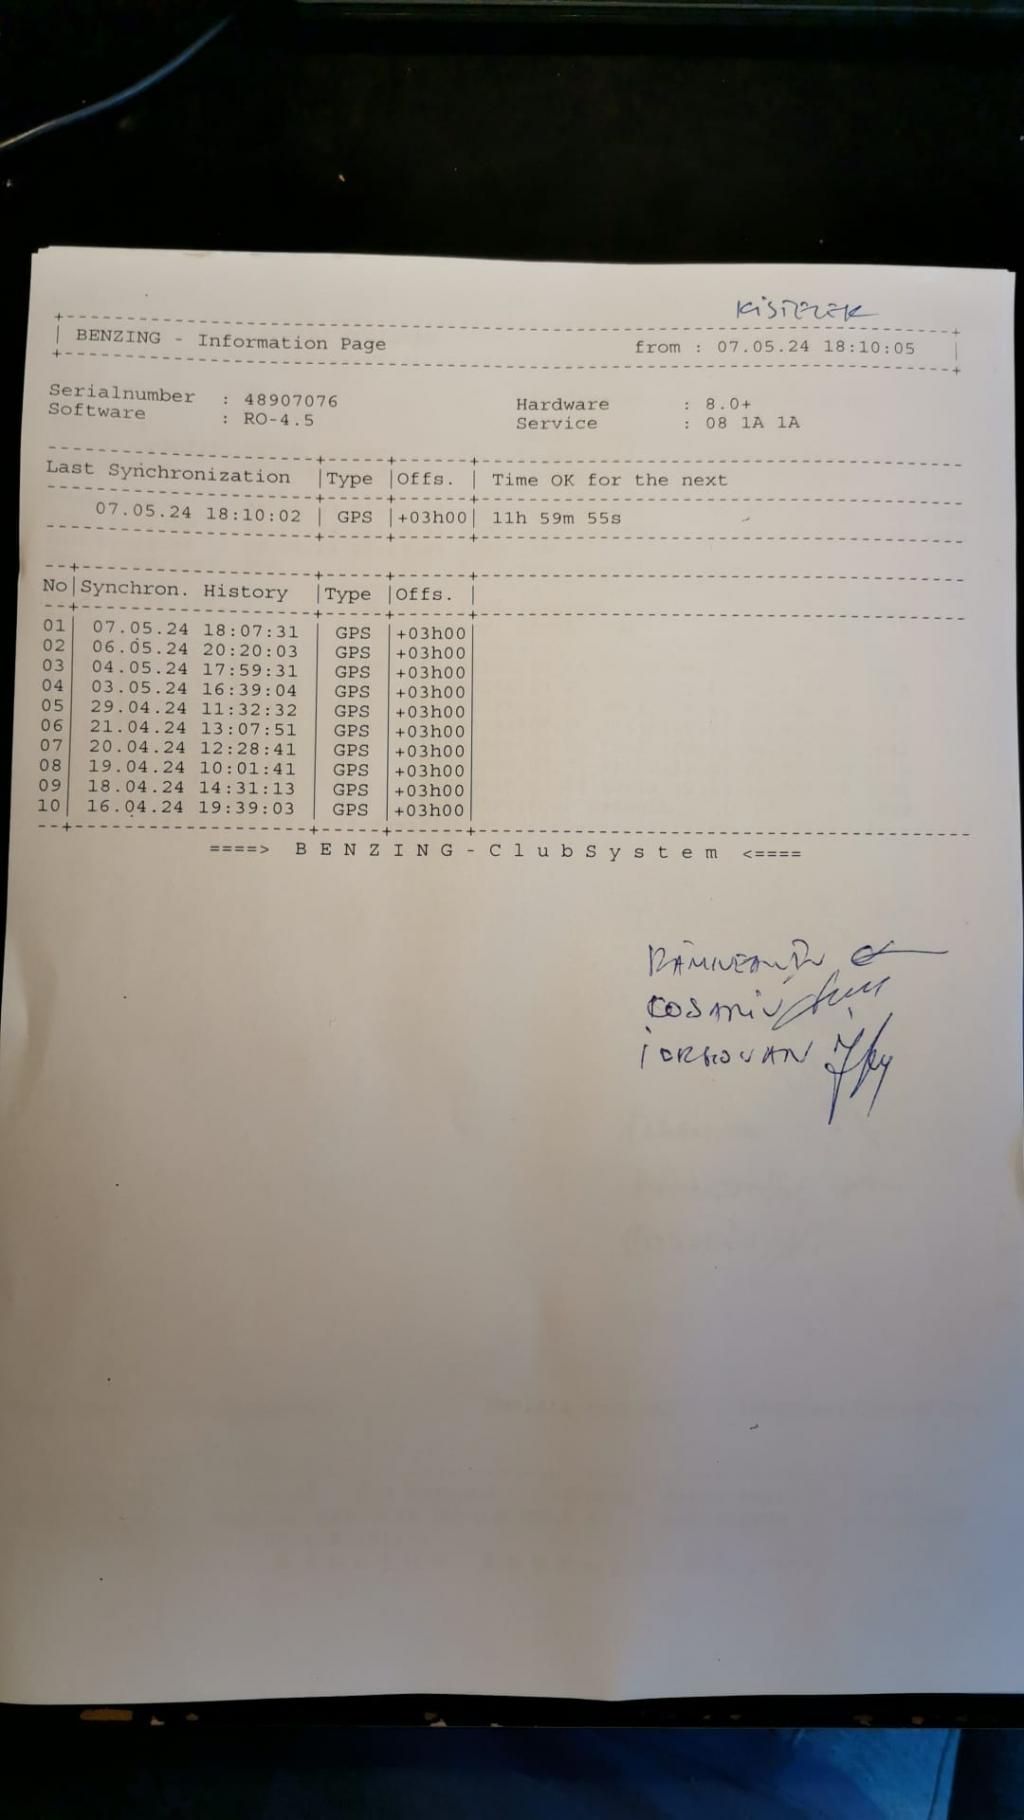 KISTELEK
BENZING - Information Page from : 07.05.24 18:10:05
Serialnumber : 48907076 Hardware : 8.0+
Software : RO-4.5 Service : 08 1A 1A
Last Synchronization |Type |Offs. | Time OK for the next
07.05.24 18:10:02 | GPS |+03h00| 11h 59m 55s
No|Synchron. History |Type |Offs. |
01| 07.05.24 18:07:31 | GPS |+03h00|
02| 06.05.24 20:20:03 | GPS |+03h00|
03| 04.05.24 17:59:31 | GPS |+03h00|
04| 03.05.24 16:39:04 | GPS |+03h00|
05| 29.04.24 11:32:32 | GPS |+03h00|
06| 21.04.24 13:07:51 | GPS |+03h00|
07| 20.04.24 12:28:41 | GPS |+03h00|
08| 19.04.24 10:01:41 | GPS |+03h00|
09| 18.04.24 14:31:13 | GPS |+03h00|
10| 16.04.24 19:39:03 | GPS |+03h00|
====> B E N Z I N G - C l u b S y s t e m <====
COSARIU
IORGOVAN